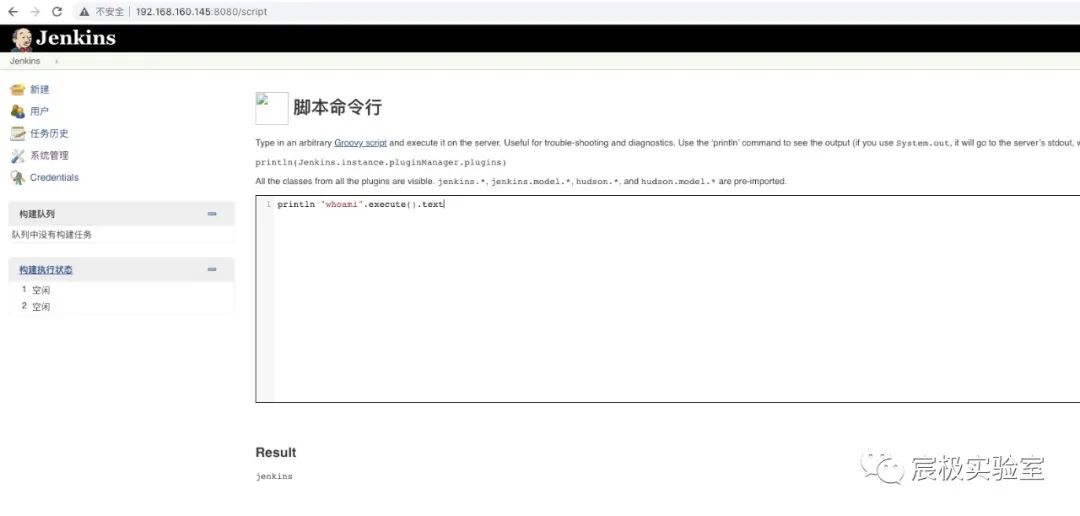 不安全 | 192.168.160.145:8080/script
Jenkins
Jenkins
新建
用户
任务历史
系统管理
Credentials
构建队列
队列中没有构建任务
构建执行状态
1 空闲
2 空闲
脚本命令行
Type in an arbitrary Groovy script and execute it on the server. Useful for trouble-shooting and diagnostics. Use the 'println' command to see the output (if you use System.out, it will go to the server's stdout,
println(Jenkins.instance.pluginManager.plugins)
All the classes from all the plugins are visible. jenkins.*, jenkins.model.*, hudson.*, and hudson.model.* are pre-imported.
1 println "whoami".execute().text
Result
jenkins
宸极实验室